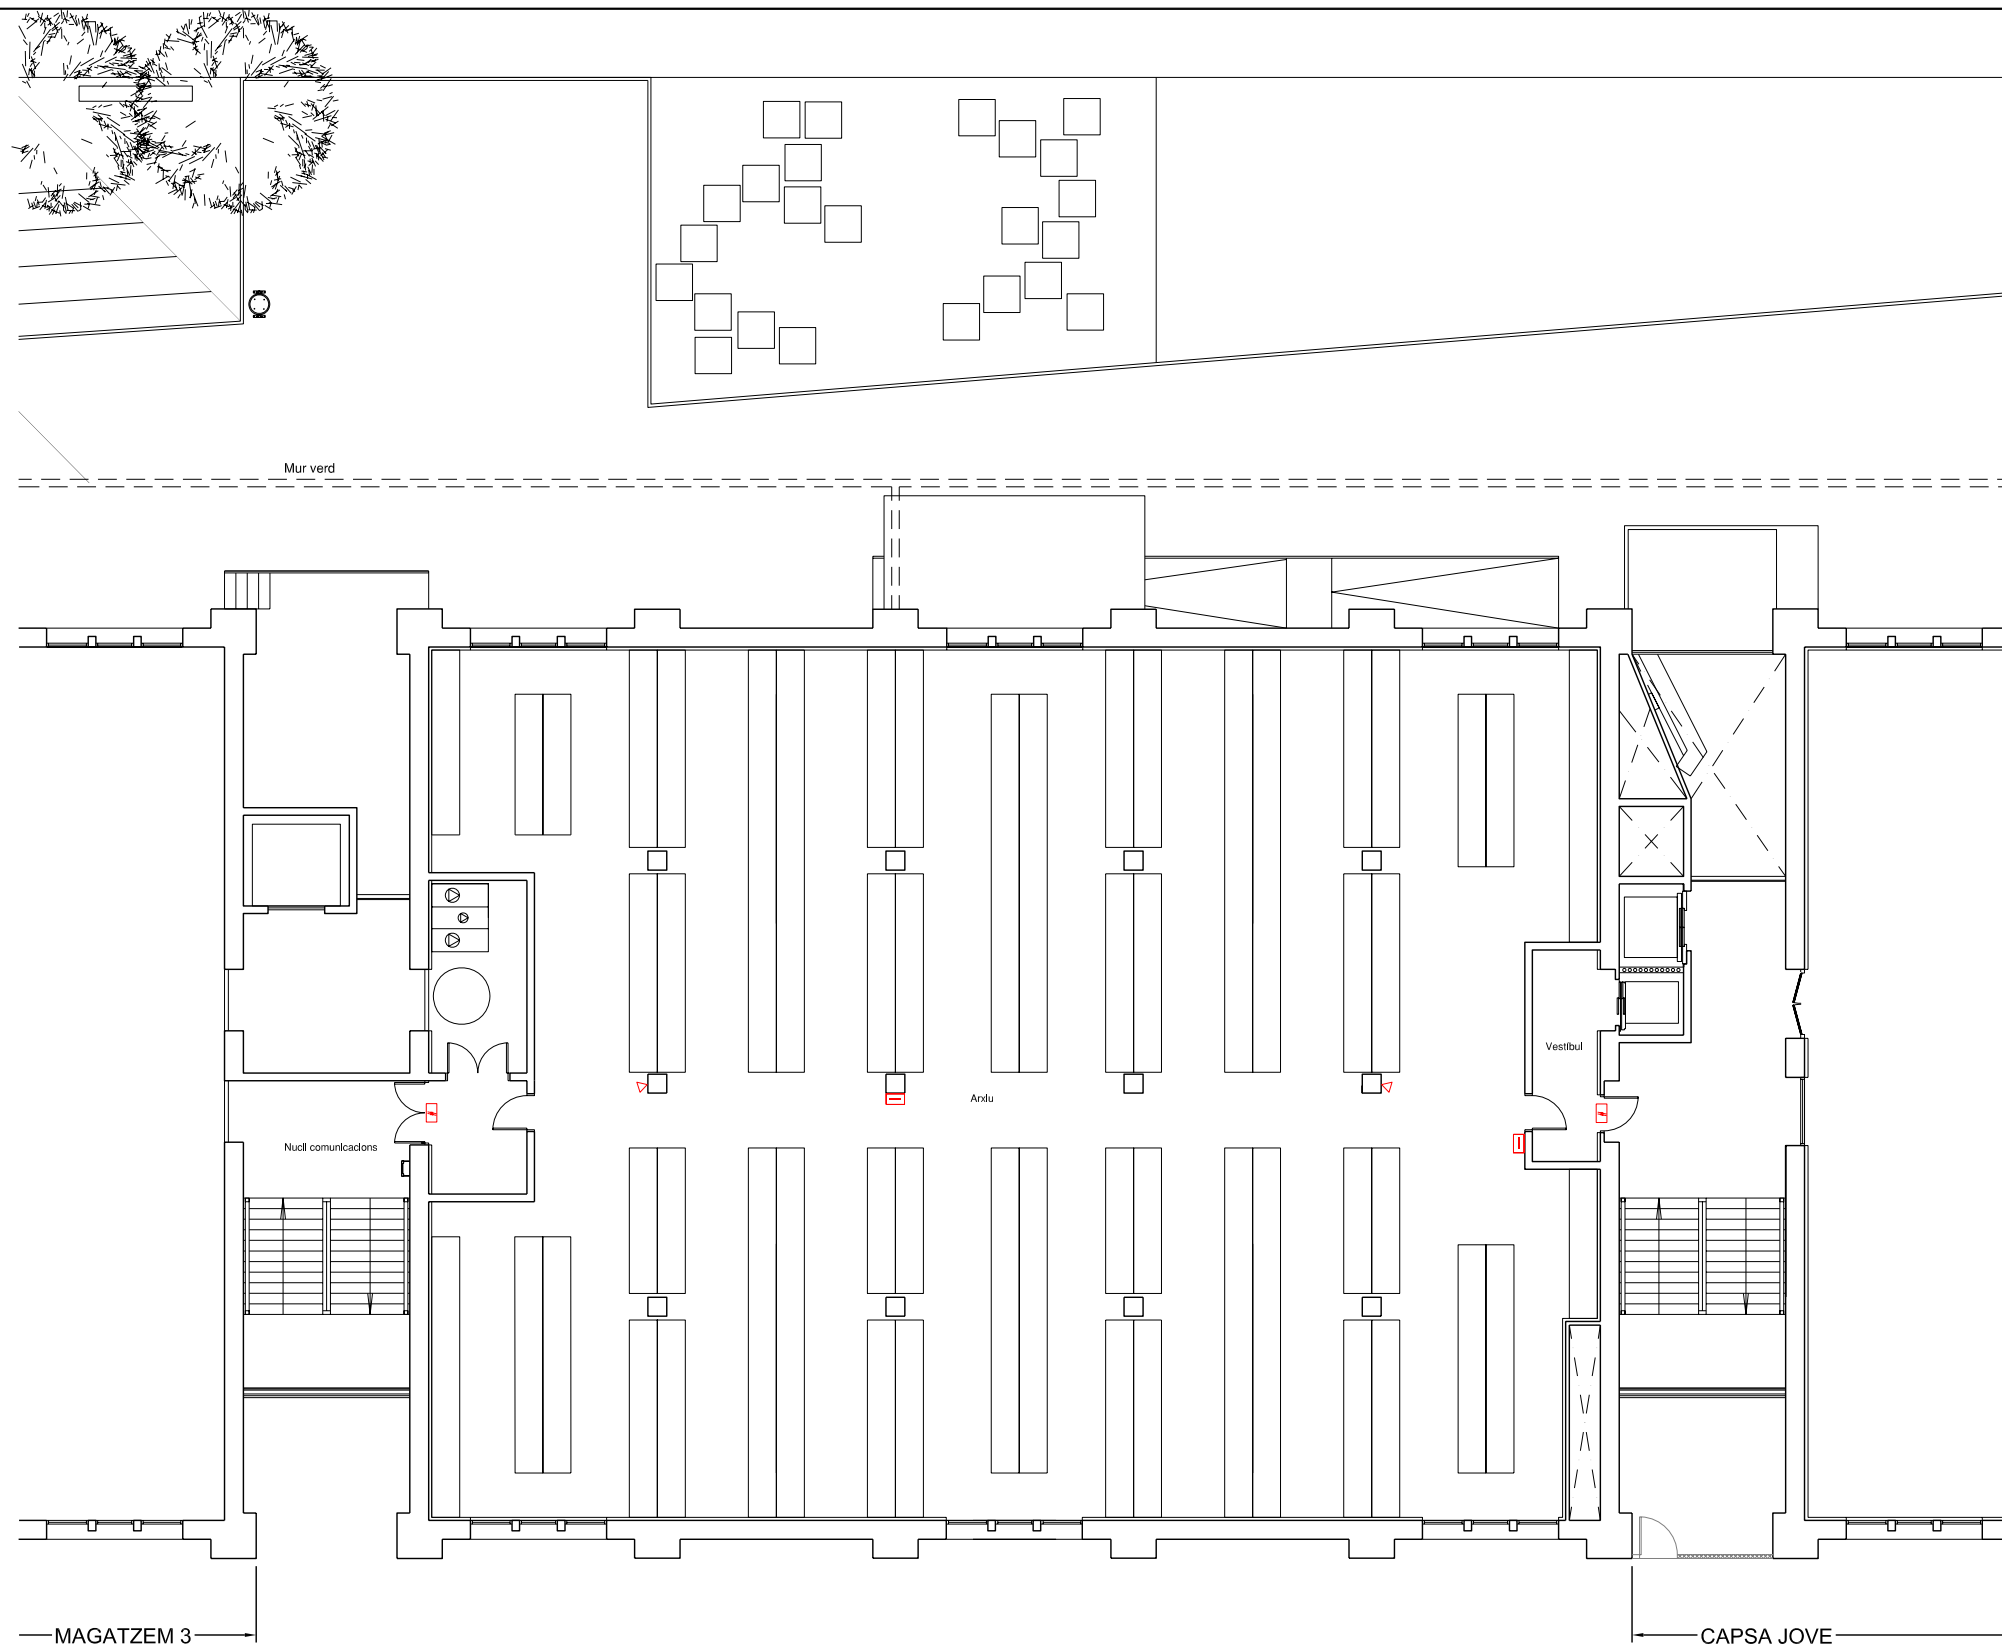 Mur verd
Vestíbul
Arxiu
Nucli comunicacions
MAGATZEM 3
CAPSA JOVE